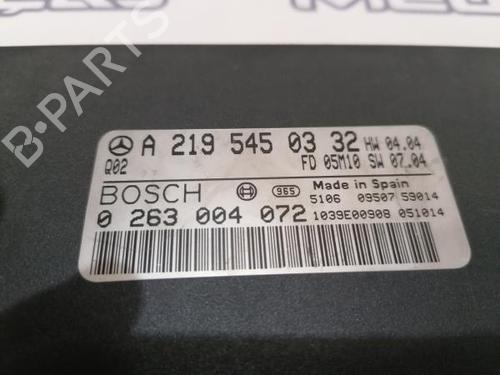 A 219 545 03 32 HW 04.04
Q02 FD 05M10 SW 07.04
BOSCH 965 Made in Spain
5106 09507 59014
0 263 004 072 1039E00908 051014
B-PARTS